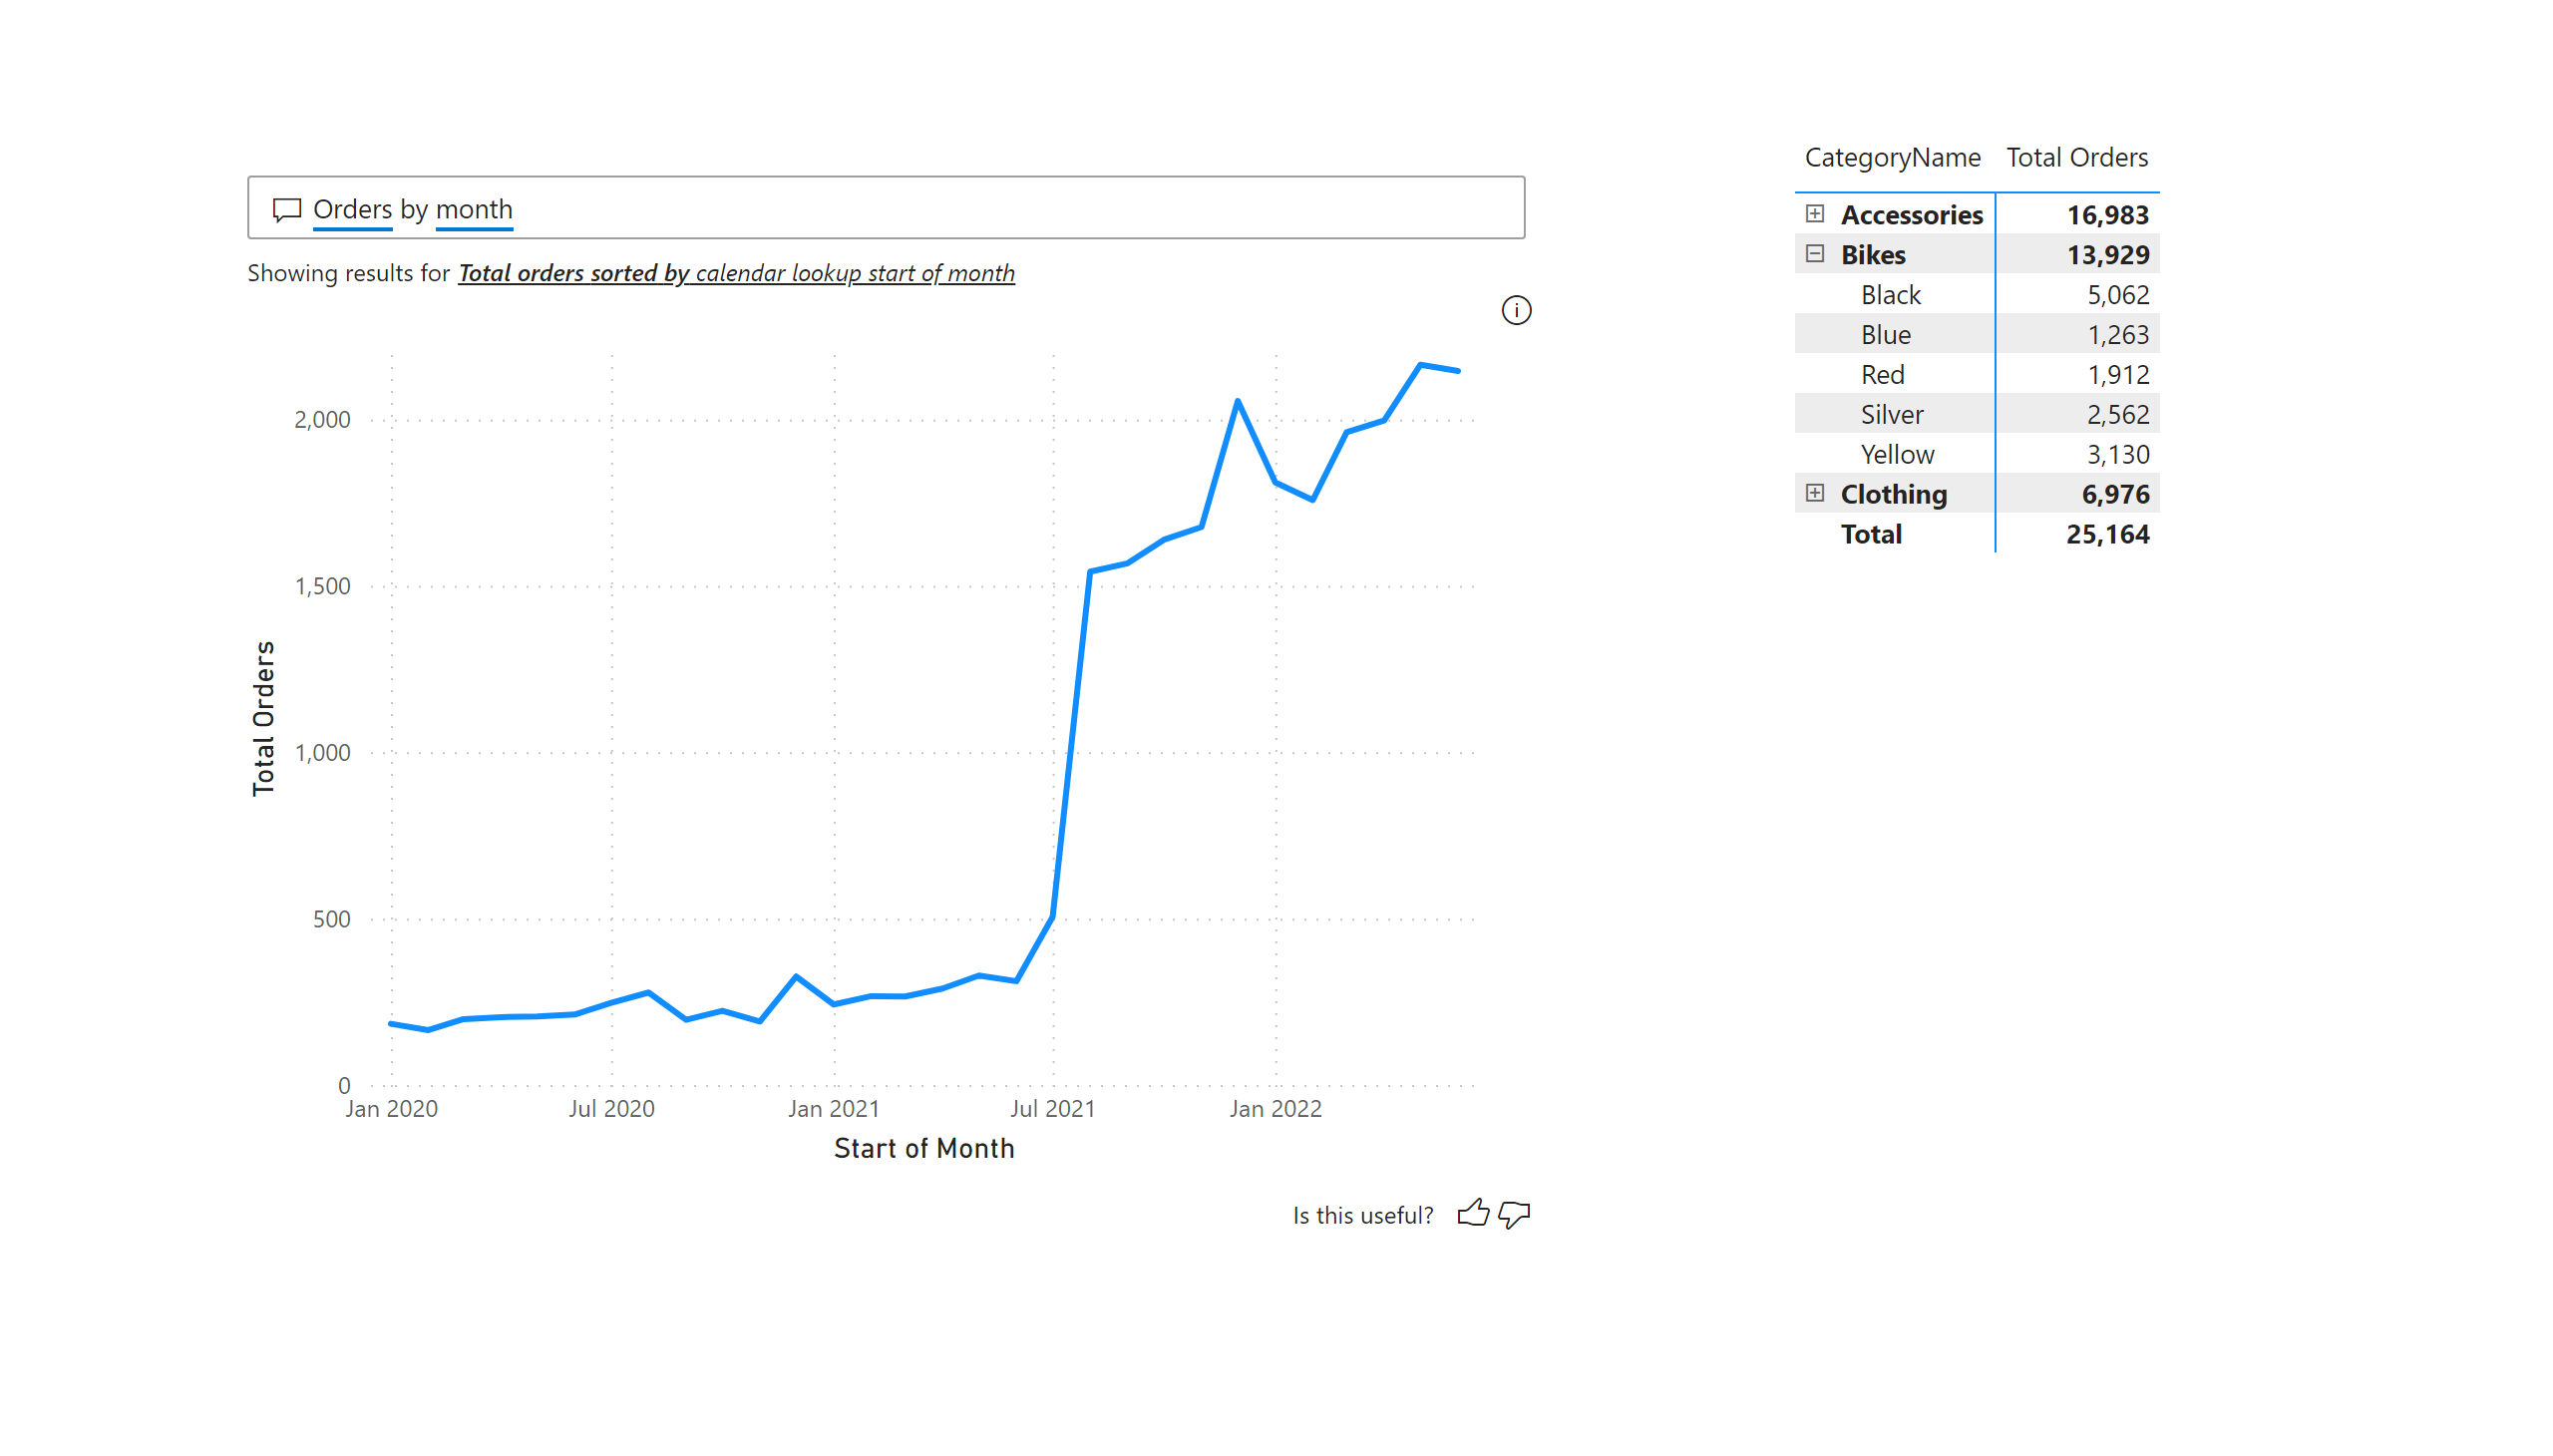 Orders by month
Showing results for Total orders sorted by calendar lookup start of month
Total Orders
2,000
1,500
1,000
500
0
Jan 2020 Jul 2020 Jan 2021 Jul 2021 Jan 2022
Start of Month
Is this useful?
CategoryName Total Orders
Accessories 16,983
Bikes 13,929
Black 5,062
Blue 1,263
Red 1,912
Silver 2,562
Yellow 3,130
Clothing 6,976
Total 25,164